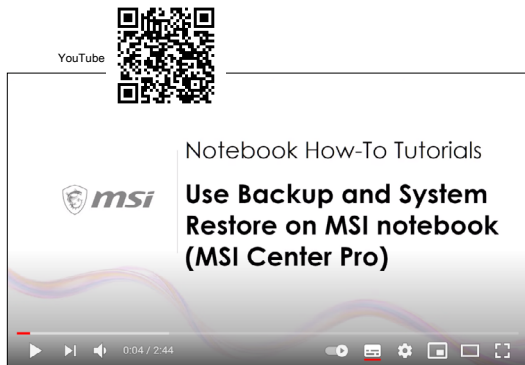 YouTube
Notebook How-To Tutorials
msi
Use Backup and System
Restore on MSI notebook
(MSI Center Pro)
0:04 / 2:44